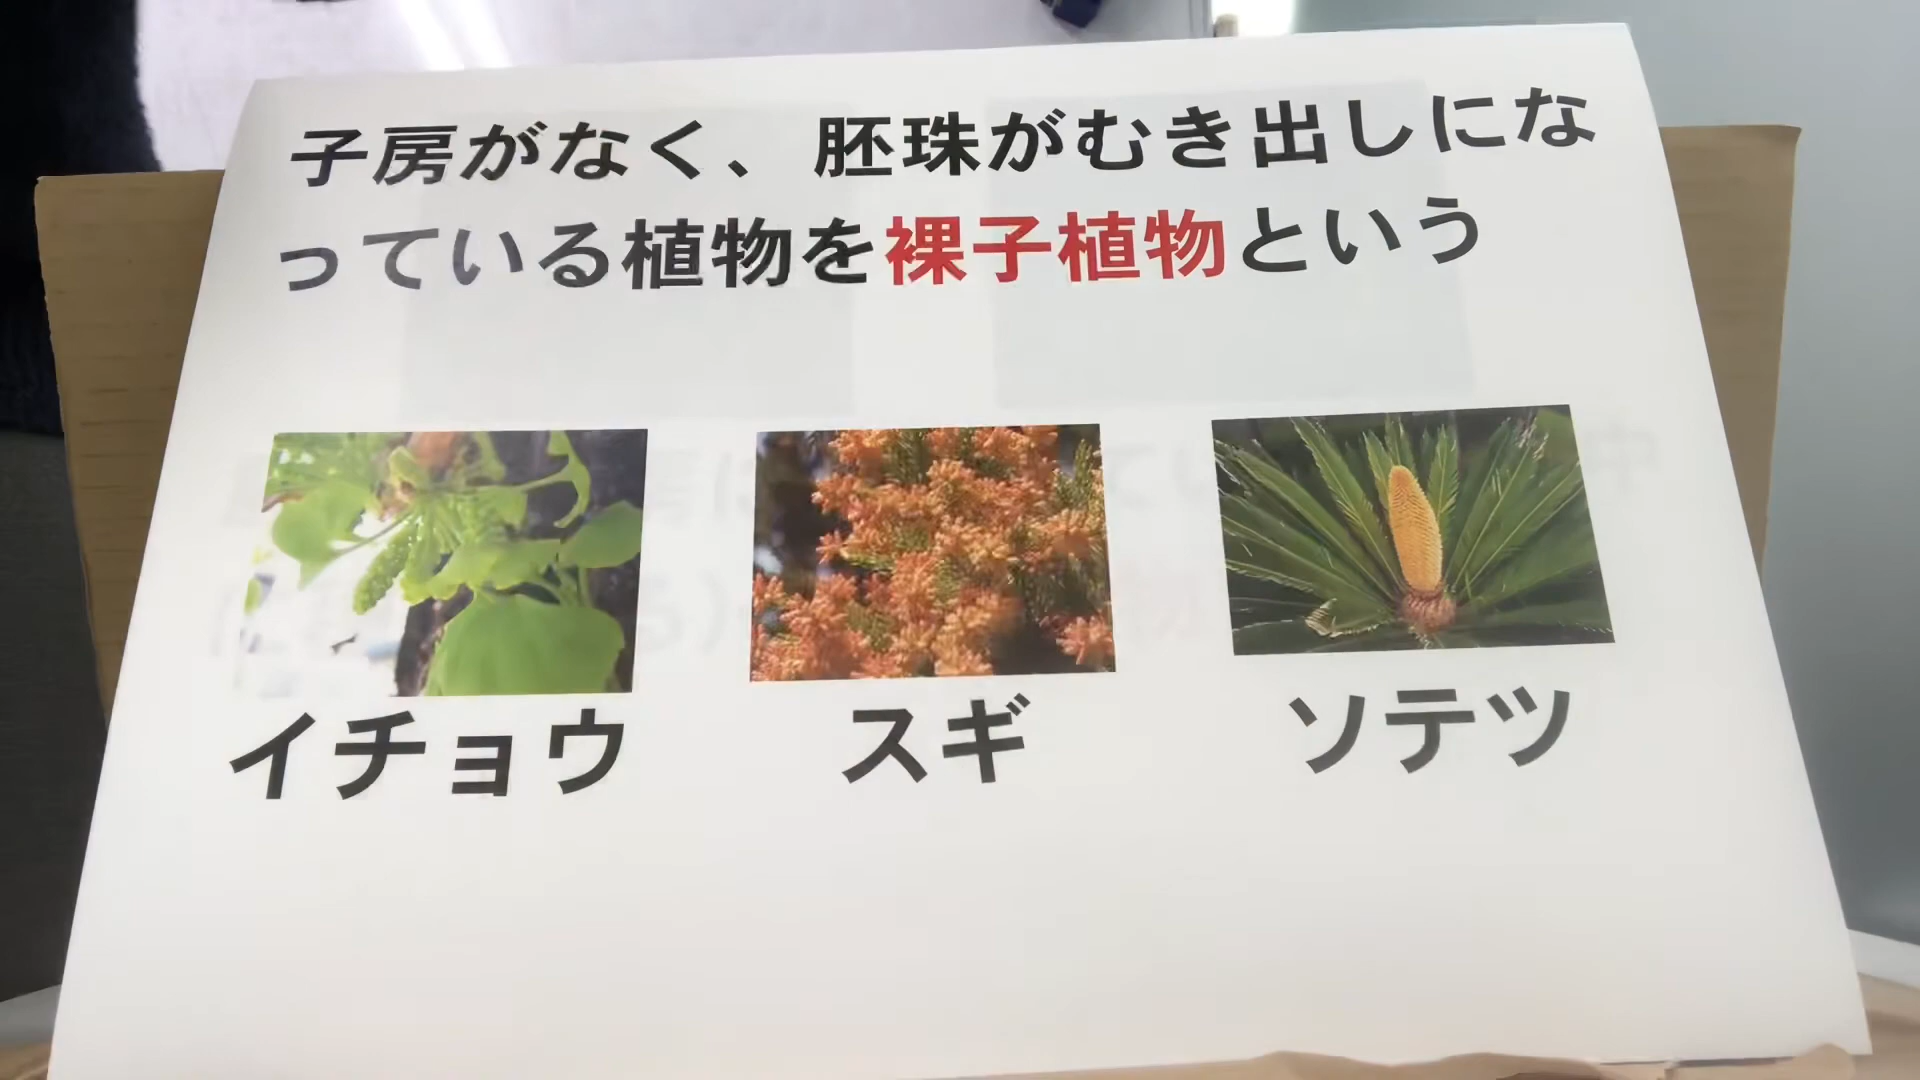 子房がなく、胚珠がむき出しにな
っている植物を裸子植物という
イチョウ
スギ
ソテツ